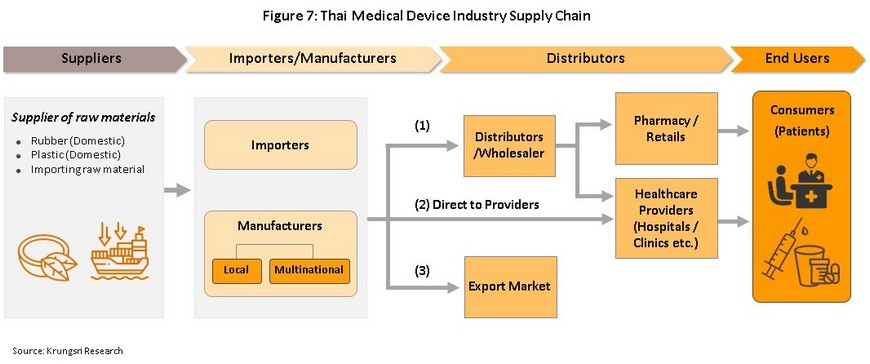 Figure 7: Thai Medical Device Industry Supply Chain
Suppliers
Importers/Manufacturers
Distributors
End Users
Supplier of raw materials
• Rubber (Domestic)
• Plastic (Domestic)
• Importing raw material
Importers
Manufacturers
Local
Multinational
(1)
Distributors
/Wholesaler
(2) Direct to Providers
(3)
Export Market
Pharmacy /
Retails
Healthcare
Providers
(Hospitals /
Clinics etc.)
Consumers
(Patients)
Source: Krungsri Research